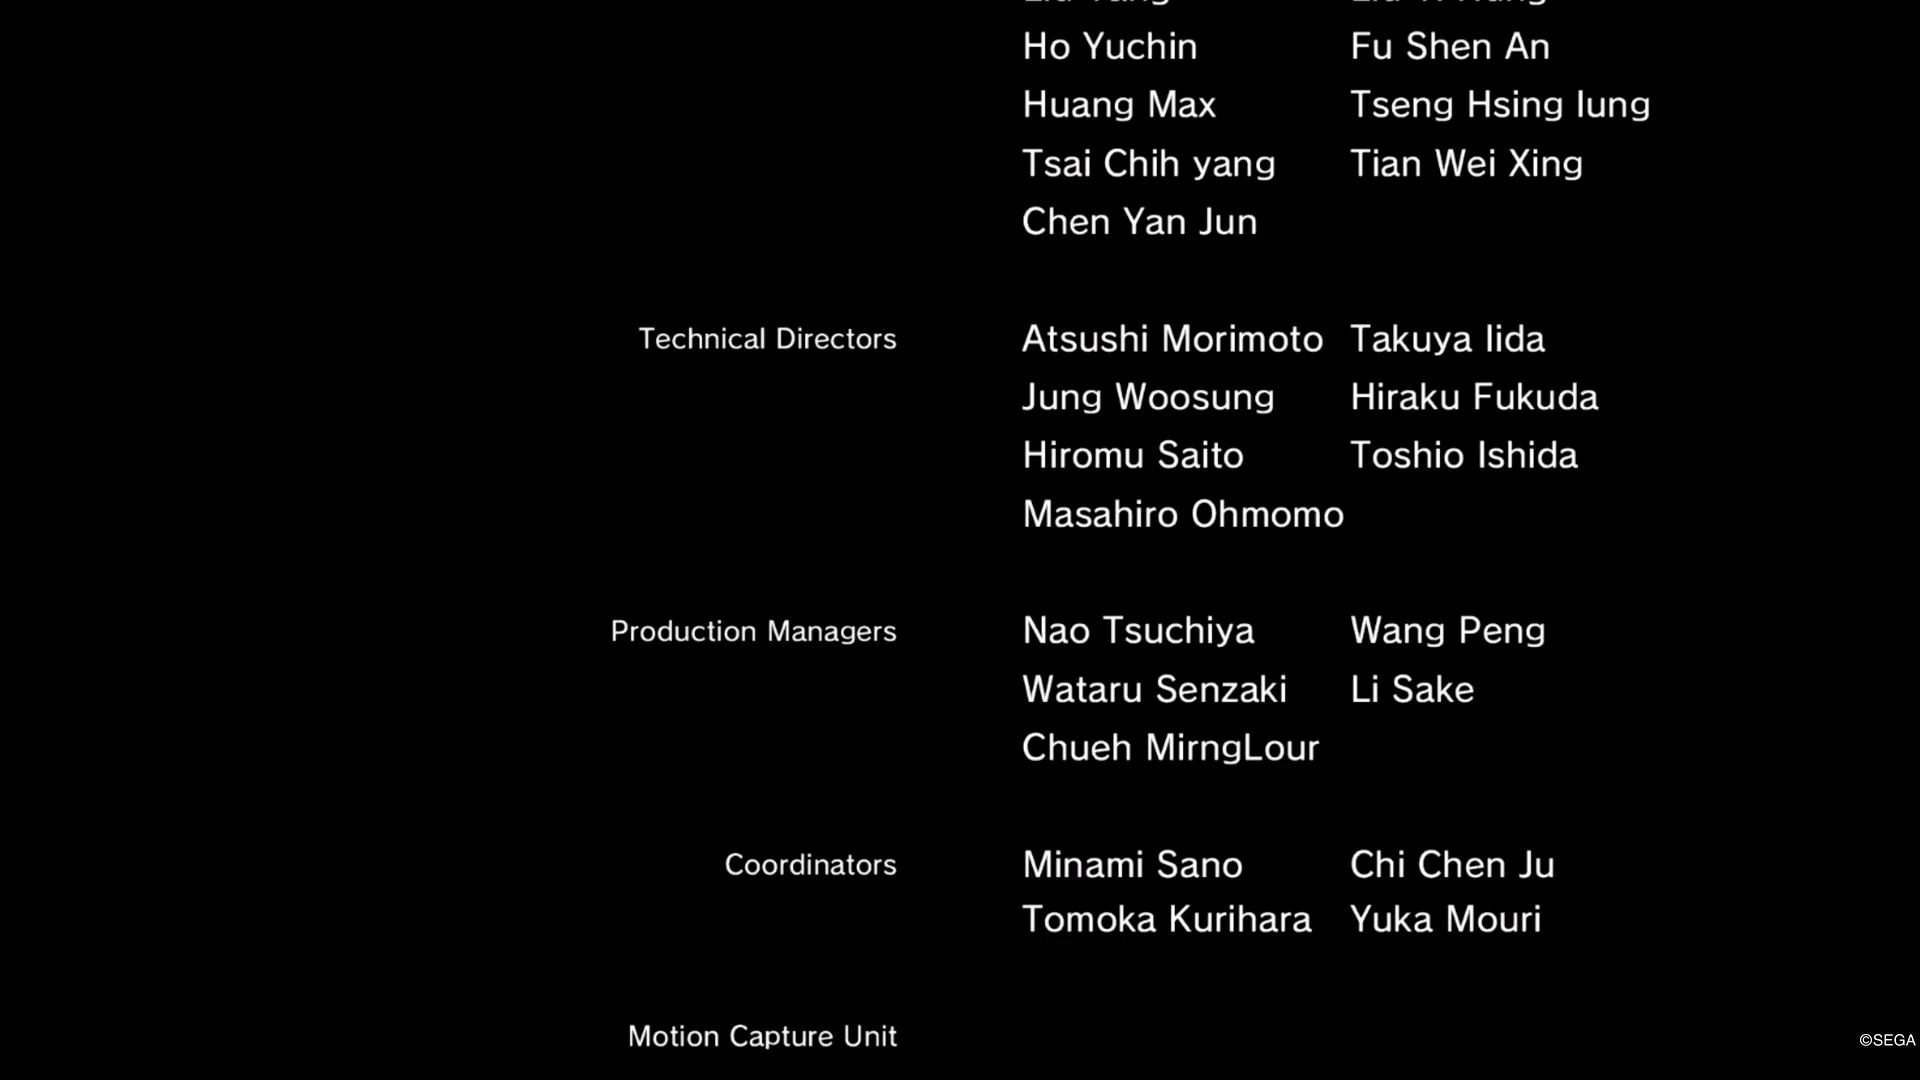 Ho Yuchin Fu Shen An
Huang Max Tseng Hsing Iung
Tsai Chih yang Tian Wei Xing
Chen Yan Jun
Technical Directors Atsushi Morimoto Takuya Iida
Jung Woosung Hiraku Fukuda
Hiromu Saito Toshio Ishida
Masahiro Ohmomo
Production Managers Nao Tsuchiya Wang Peng
Wataru Senzaki Li Sake
Chueh MirngLour
Coordinators Minami Sano Chi Chen Ju
Tomoka Kurihara Yuka Mouri
Motion Capture Unit
©SEGA